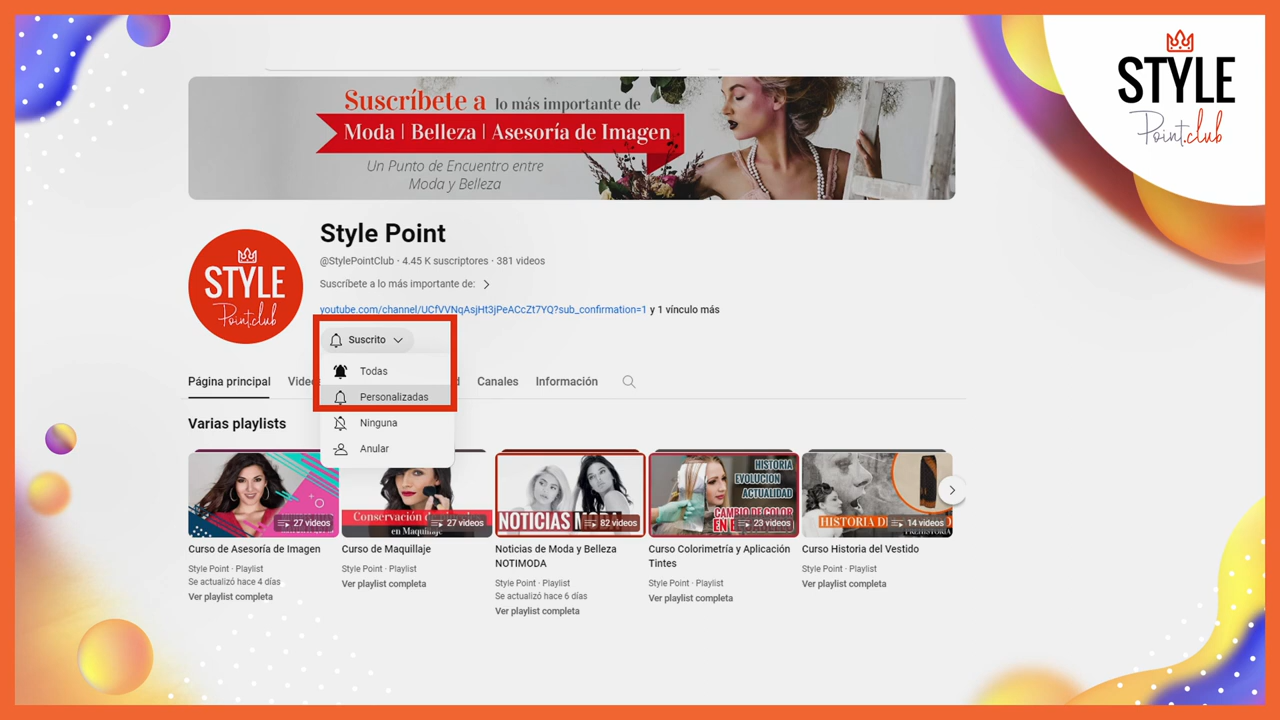 STYLE
Point.club
Suscríbete a lo más importante de
Moda | Belleza | Asesoría de Imagen
Un Punto de Encuentro entre
Moda y Belleza
STYLE
Point.club
Style Point
@StylePointClub · 4.45 K suscriptores · 381 videos
Suscríbete a lo más importante de:
youtube.com/channel/UCfVVNqAsjHt3jPeACcZt7YQ?sub_confirmation=1 y 1 vínculo más
Suscrito
Todas
Personalizadas
Ninguna
Anular
Página principal
Canales
Información
Varias playlists
27 videos
Conservación
en Maquillaje
27 videos
NOTICIAS
82 videos
HISTORIA
EVOLUCION
ACTUALIDAD
CAMBIO DE COLOR
23 videos
HISTORIA
14 videos
PREHISTORIA
Curso de Asesoría de Imagen
Style Point · Playlist
Se actualizó hace 4 días
Ver playlist completa
Curso de Maquillaje
Style Point · Playlist
Ver playlist completa
Noticias de Moda y Belleza
NOTIMODA
Style Point · Playlist
Se actualizó hace 6 días
Ver playlist completa
Curso Colorimetría y Aplicación
Tintes
Style Point · Playlist
Ver playlist completa
Curso Historia del Vestido
Style Point · Playlist
Ver playlist completa